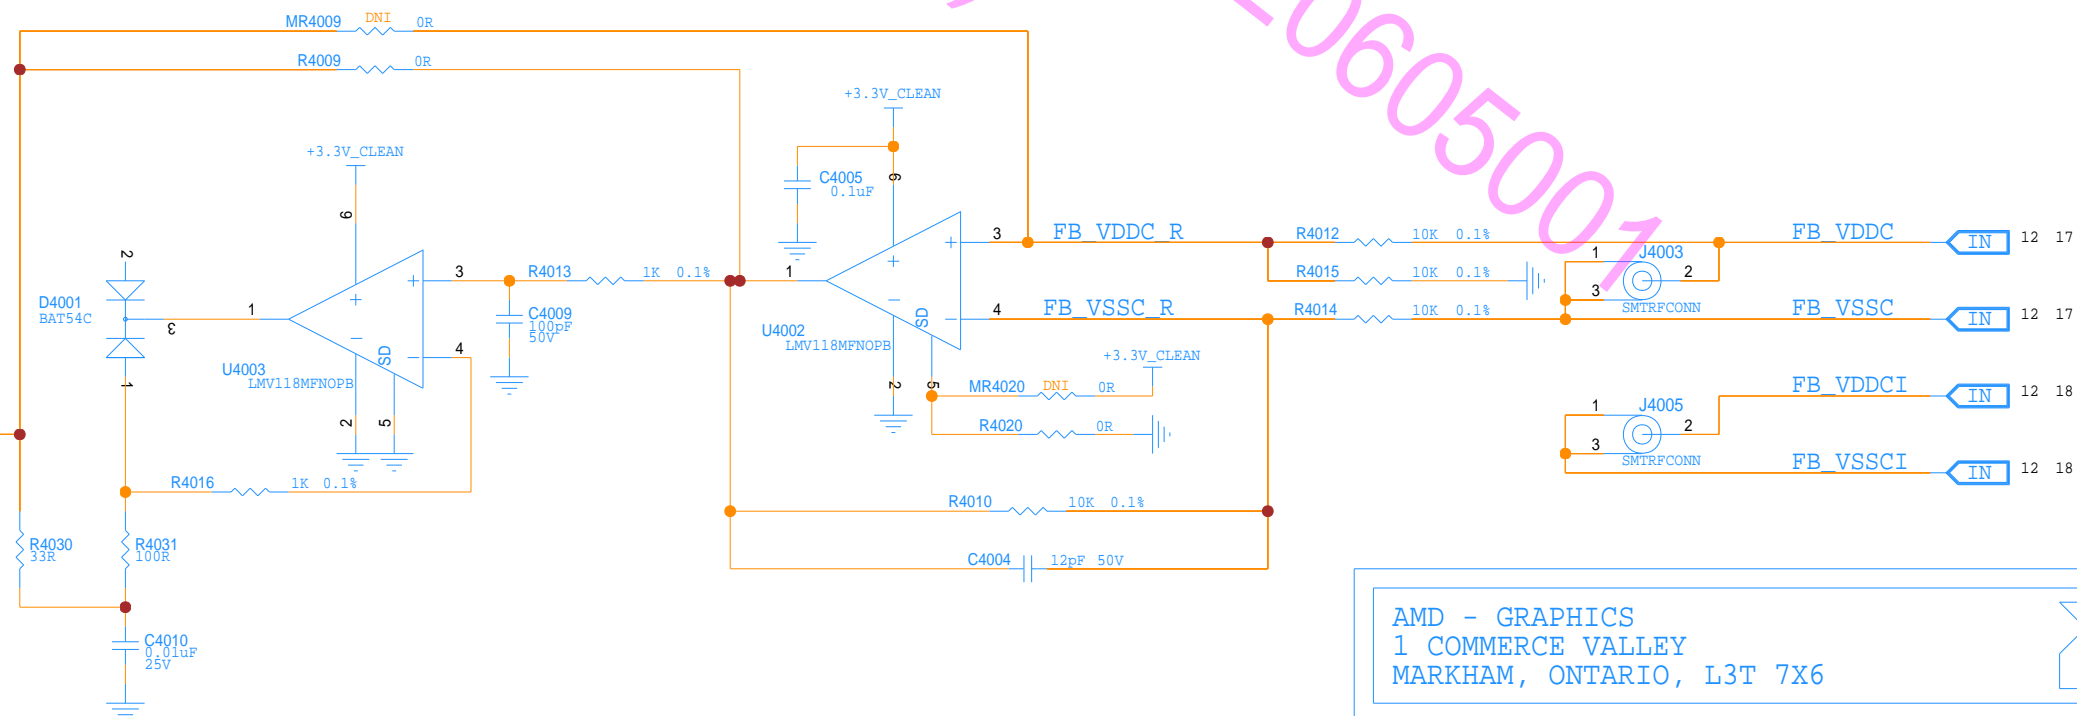 MR4009 DNI 0R
R4009 0R
+3.3V_CLEAN
C4005
0.1uF
6
+
-
SD
1
U4002
LMV118MFNOPB
2
5
3
+
4
-
+3.3V_CLEAN
6
+
-
SD
1
U4003
LMV118MFNOPB
2
5
3
+
4
-
2
D4001
BAT54C
3
1
R4013 1K 0.1%
C4009
100pF
50V
FB_VDDC_R
R4012 10K 0.1%
FB_VDDC
IN 12 17
R4015 10K 0.1%
1 J4003
2
3
SMTRFCONN
FB_VSSC_R
R4014 10K 0.1%
FB_VSSC
IN 12 17
+3.3V_CLEAN
MR4020 DNI 0R
R4020 0R
FB_VDDCI
IN 12 18
1 J4005
2
3
SMTRFCONN
FB_VSSCI
IN 12 18
R4016 1K 0.1%
R4010 10K 0.1%
C4004 12pF 50V
R4030
33R
R4031
100R
C4010
0.01uF
25V
0605001
AMD - GRAPHICS
1 COMMERCE VALLEY
MARKHAM, ONTARIO, L3T 7X6